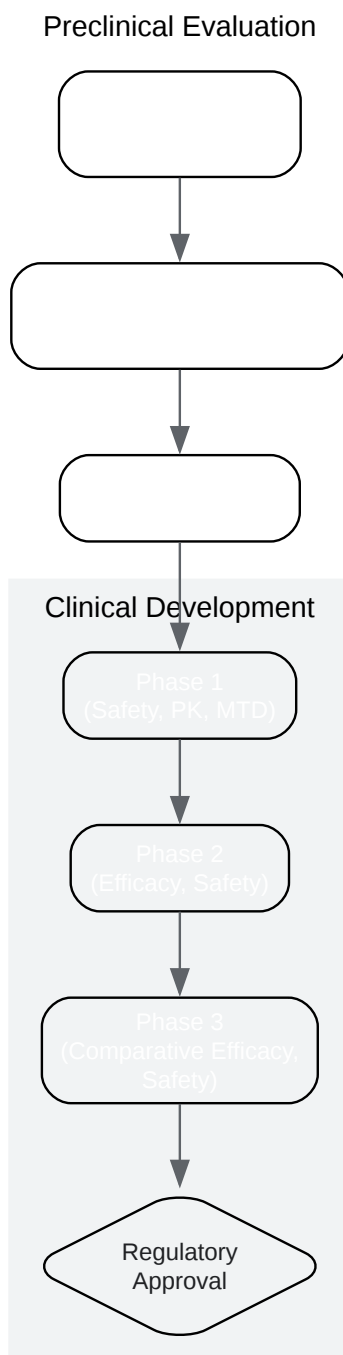 Preclinical Evaluation
Clinical Development
Phase 1
(Safety, PK, MTD)
Phase 2
(Efficacy, Safety)
Phase 3
(Comparative Efficacy,
Safety)
Regulatory
Approval